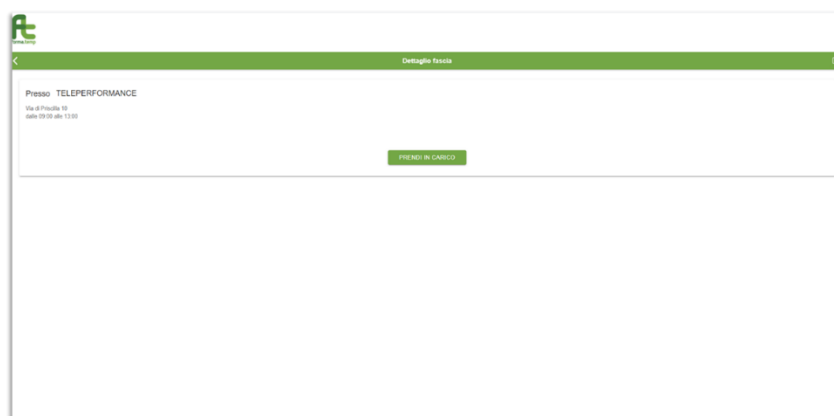 Dettaglio fascia
Presso TELEPERFORMANCE
Via di Priscilla 18
dalle 09:00 alle 13:00
PRENDI IN CARICO